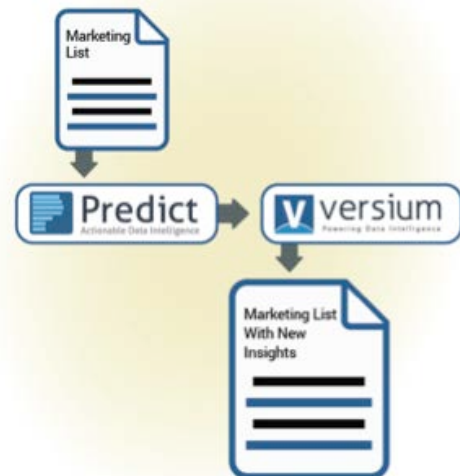 Marketing
List
Predict
Actionable Data Intelligence
V versium
Powering Data Intelligence
Marketing List
With New
Insights